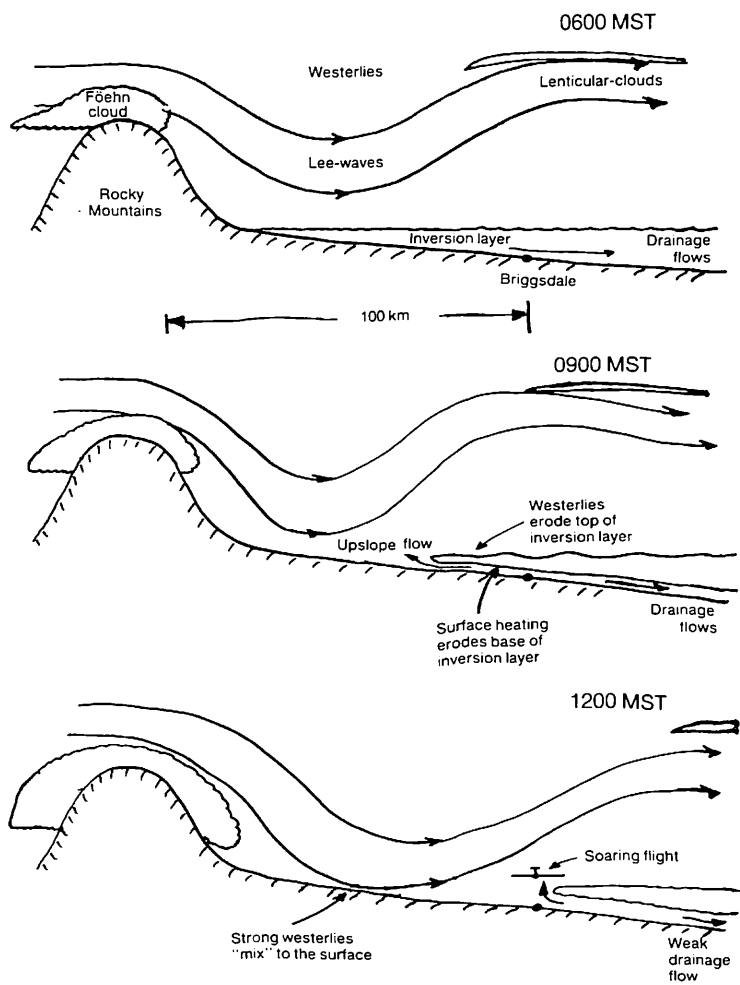 0600 MST
Westerlies
Lenticular-clouds
Föehn
cloud
Lee-waves
Rocky
Mountains
Inversion layer
Drainage
flows
Briggsdale
100 km
0900 MST
Westerlies
erode top of
inversion layer
Upslope flow
Drainage
flows
Surface heating
erodes base of
inversion layer
1200 MST
Soaring flight
Strong westerlies
"mix" to the surface
Weak
drainage
flow